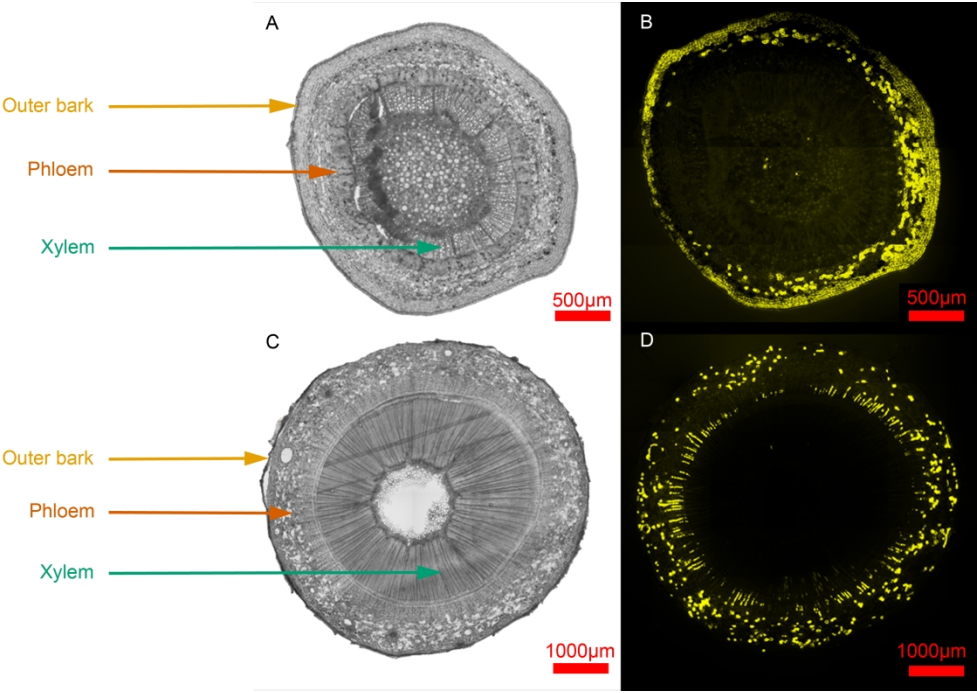 A
B
Outer bark
Phloem
Xylem
500µm
500µm
C
D
Outer bark
Phloem
Xylem
1000µm
1000µm